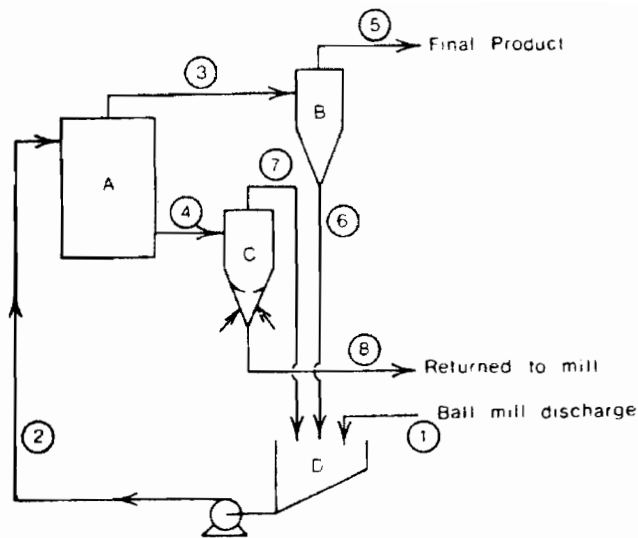 5
Final Product
3
B
A
7
4
6
C
8
Returned to mill
Ball mill discharge
1
2
D